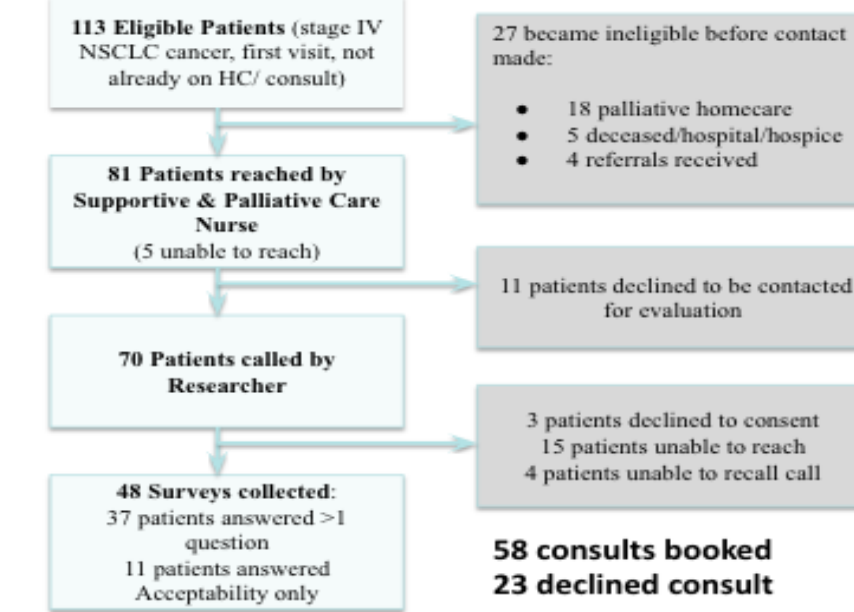 113 Eligible Patients (stage IV
NSCLC cancer, first visit, not
already on HC/ consult)
27 became ineligible before contact
made:
● 18 palliative homecare
● 5 deceased/hospital/hospice
● 4 referrals received
81 Patients reached by
Supportive & Palliative Care
Nurse
(5 unable to reach)
11 patients declined to be contacted
for evaluation
70 Patients called by
Researcher
3 patients declined to consent
15 patients unable to reach
4 patients unable to recall call
48 Surveys collected:
37 patients answered >1
question
11 patients answered
Acceptability only
58 consults booked
23 declined consult